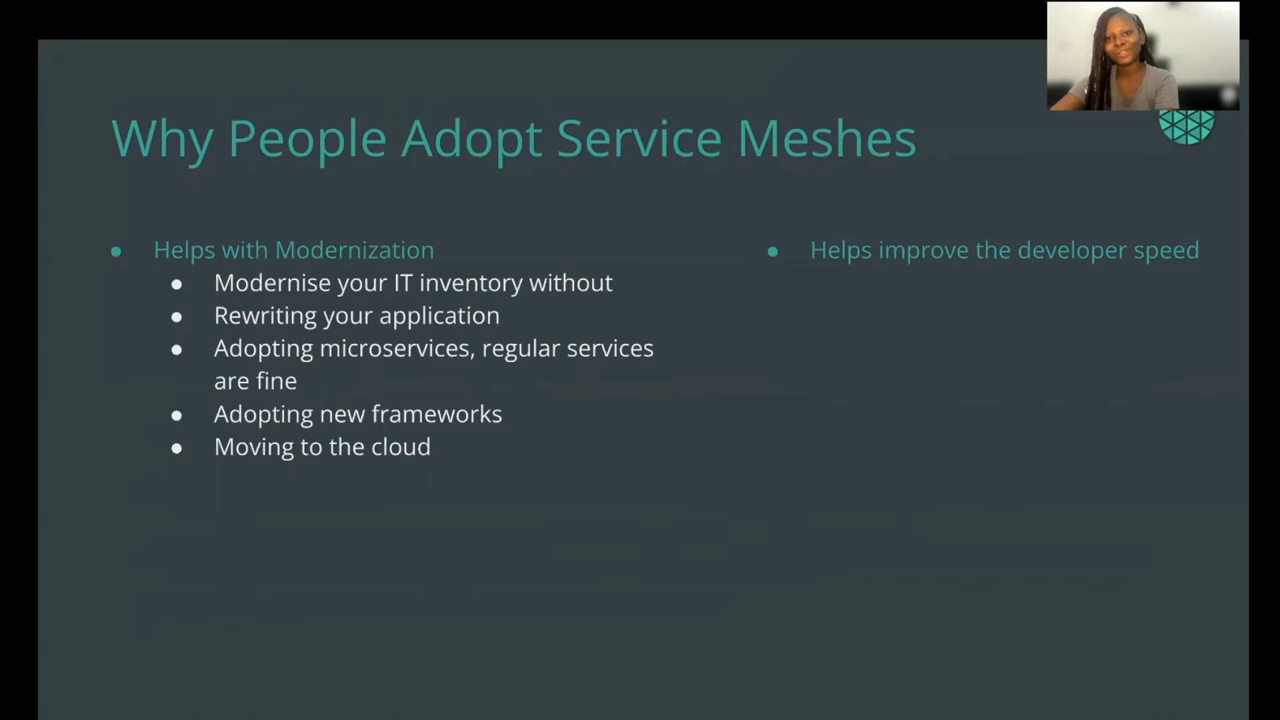 Why People Adopt Service Meshes
Helps with Modernization
Modernise your IT inventory without
Rewriting your application
Adopting microservices, regular services
are fine
Adopting new frameworks
Moving to the cloud
Helps improve the developer speed